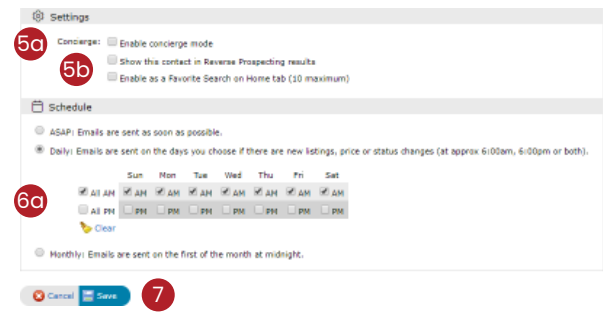 Settings
5a Concierge: Enable concierge mode
5b Show this contact in Reverse Prospecting results
Enable as a Favorite Search on Home tab (10 maximum)
Schedule
ASAP: Emails are sent as soon as possible.
Daily: Emails are sent on the days you choose if there are new listings, price or status changes (at approx 6:00am, 6:00pm or both).
Sun Mon Tue Wed Thu Fri Sat
6a All AM AM AM AM AM AM AM AM
All PM PM PM PM PM PM PM PM
Clear
Monthly: Emails are sent on the first of the month at midnight.
Cancel Save 7